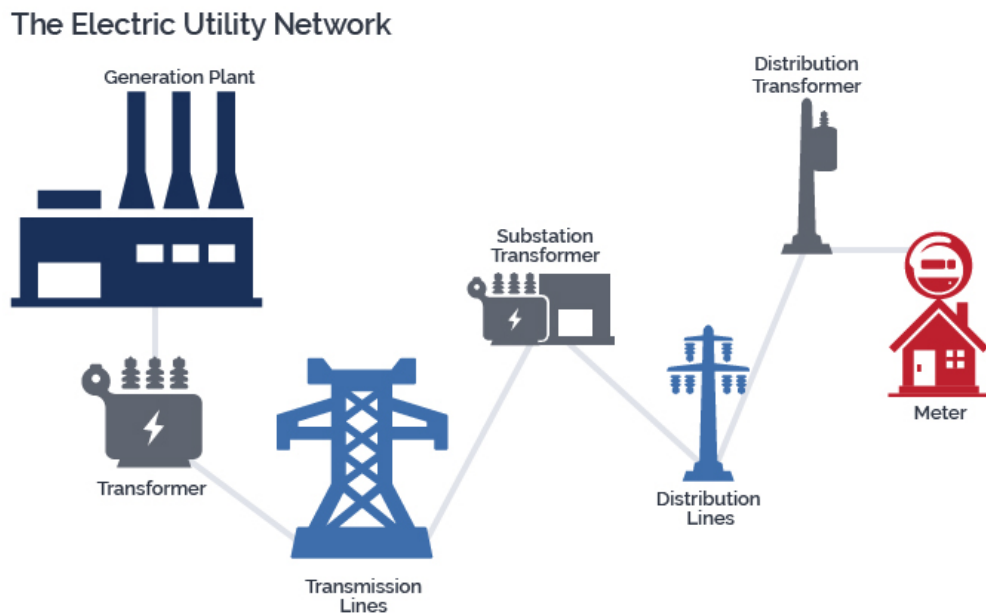 The Electric Utility Network
Generation Plant
Transformer
Transmission
Lines
Substation
Transformer
Distribution
Lines
Distribution
Transformer
Meter